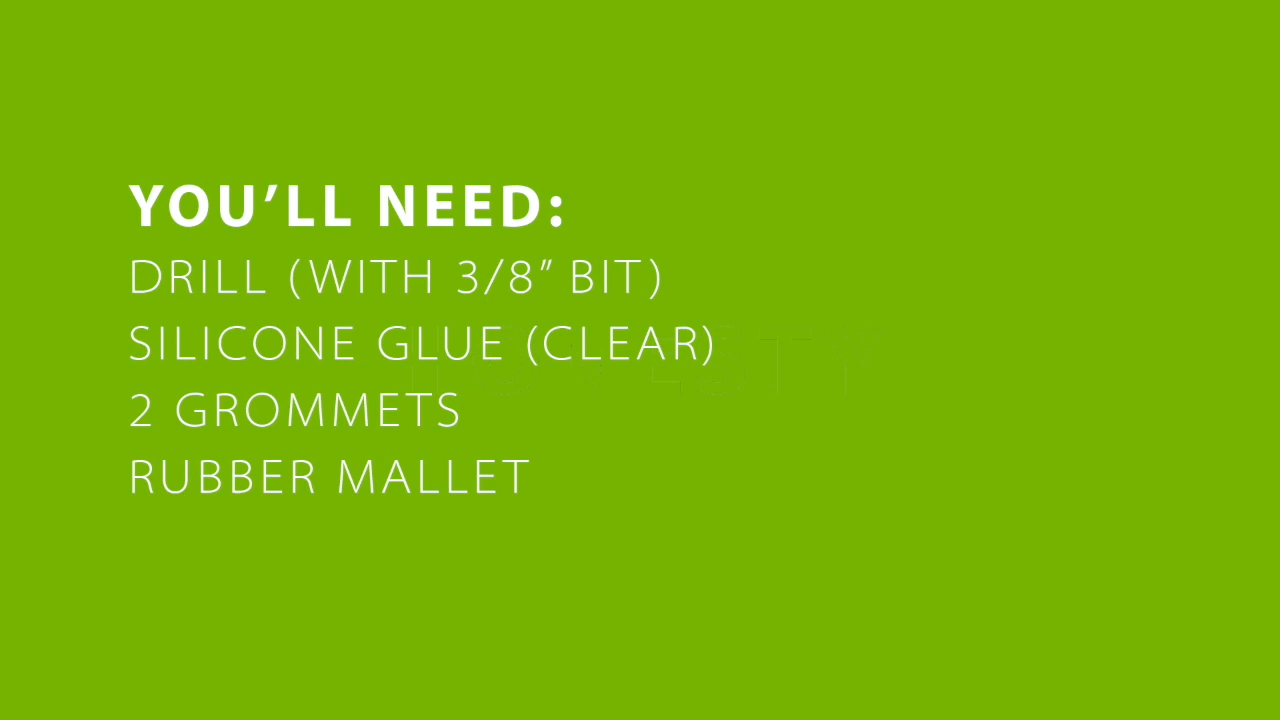 YOU’LL NEED:
DRILL (WITH 3/8” BIT)
SILICONE GLUE (CLEAR)
2 GROMMETS
RUBBER MALLET